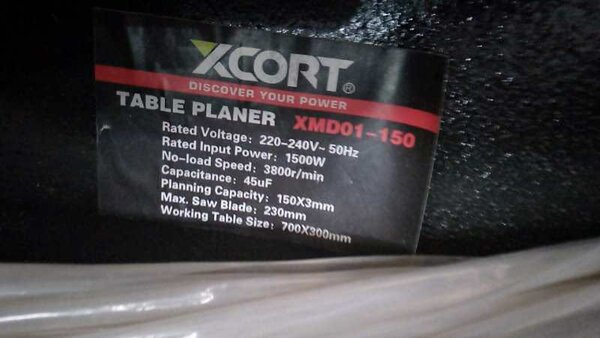 XCORT®
DISCOVER YOUR POWER
TABLE PLANER XMD01-150
Rated Voltage: 220-240V~ 50Hz
Rated Input Power: 1500W
No-load Speed: 3800r/min
Capacitance: 45uF
Planning Capacity: 150X3mm
Max. Saw Blade: 230mm
Working Table Size: 700X300mm